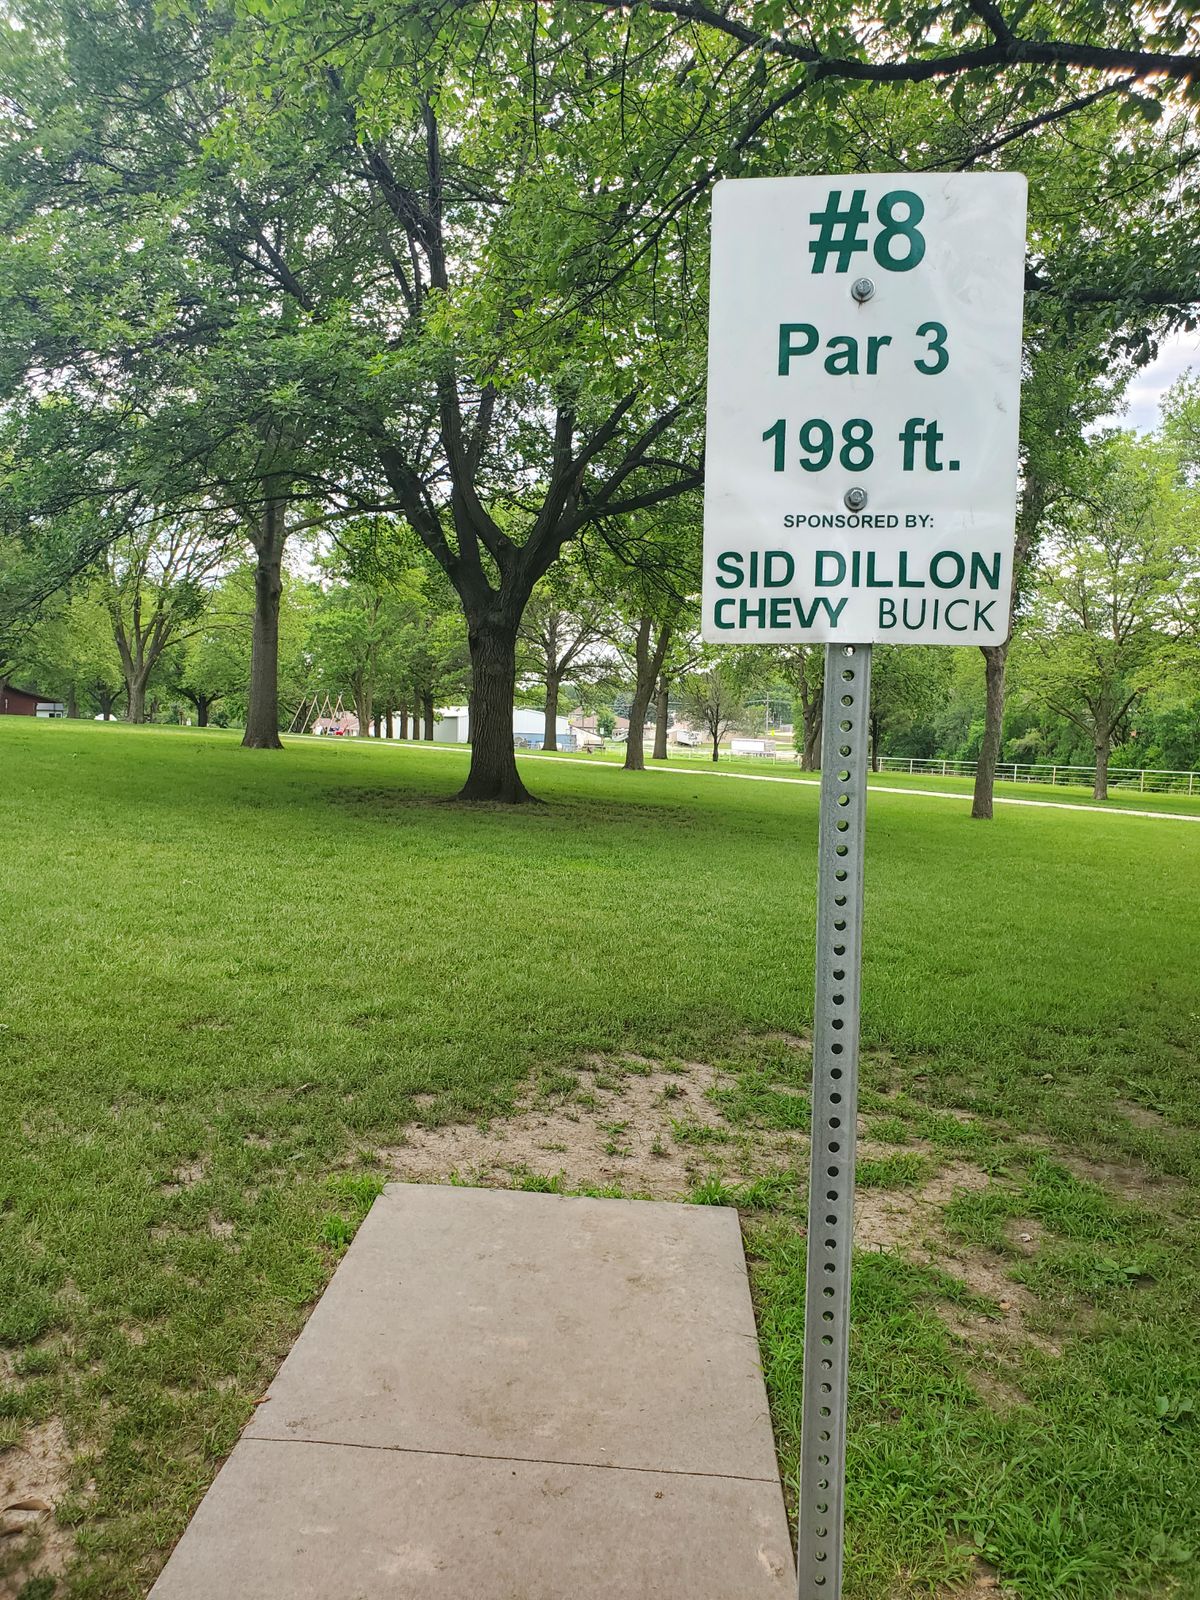 #8
Par 3
198 ft.
SPONSORED BY:
SID DILLON
CHEVY BUICK